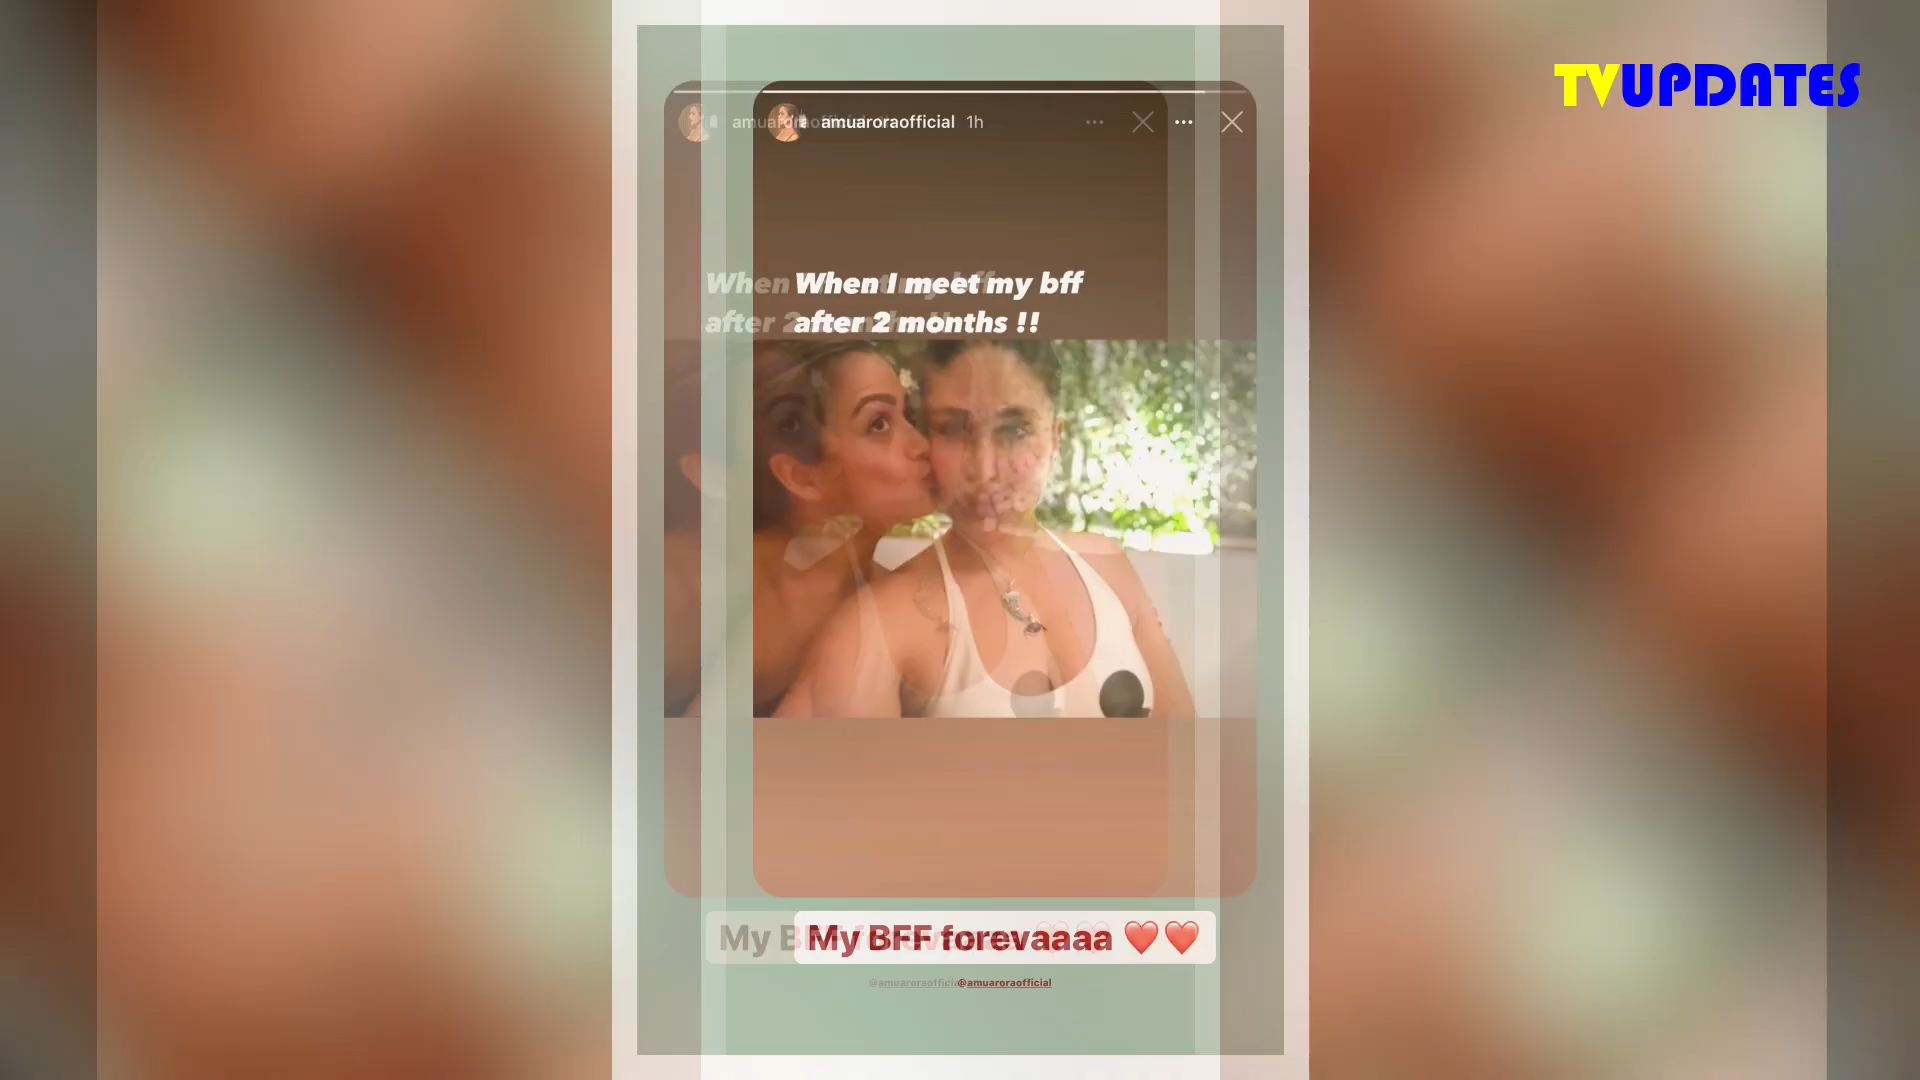 TVUPDATES
amuaroraofficial 1h
When I meet my bff
after 2 months !!
My BFF forevaaaa ❤️❤️
@amuaroraofficial